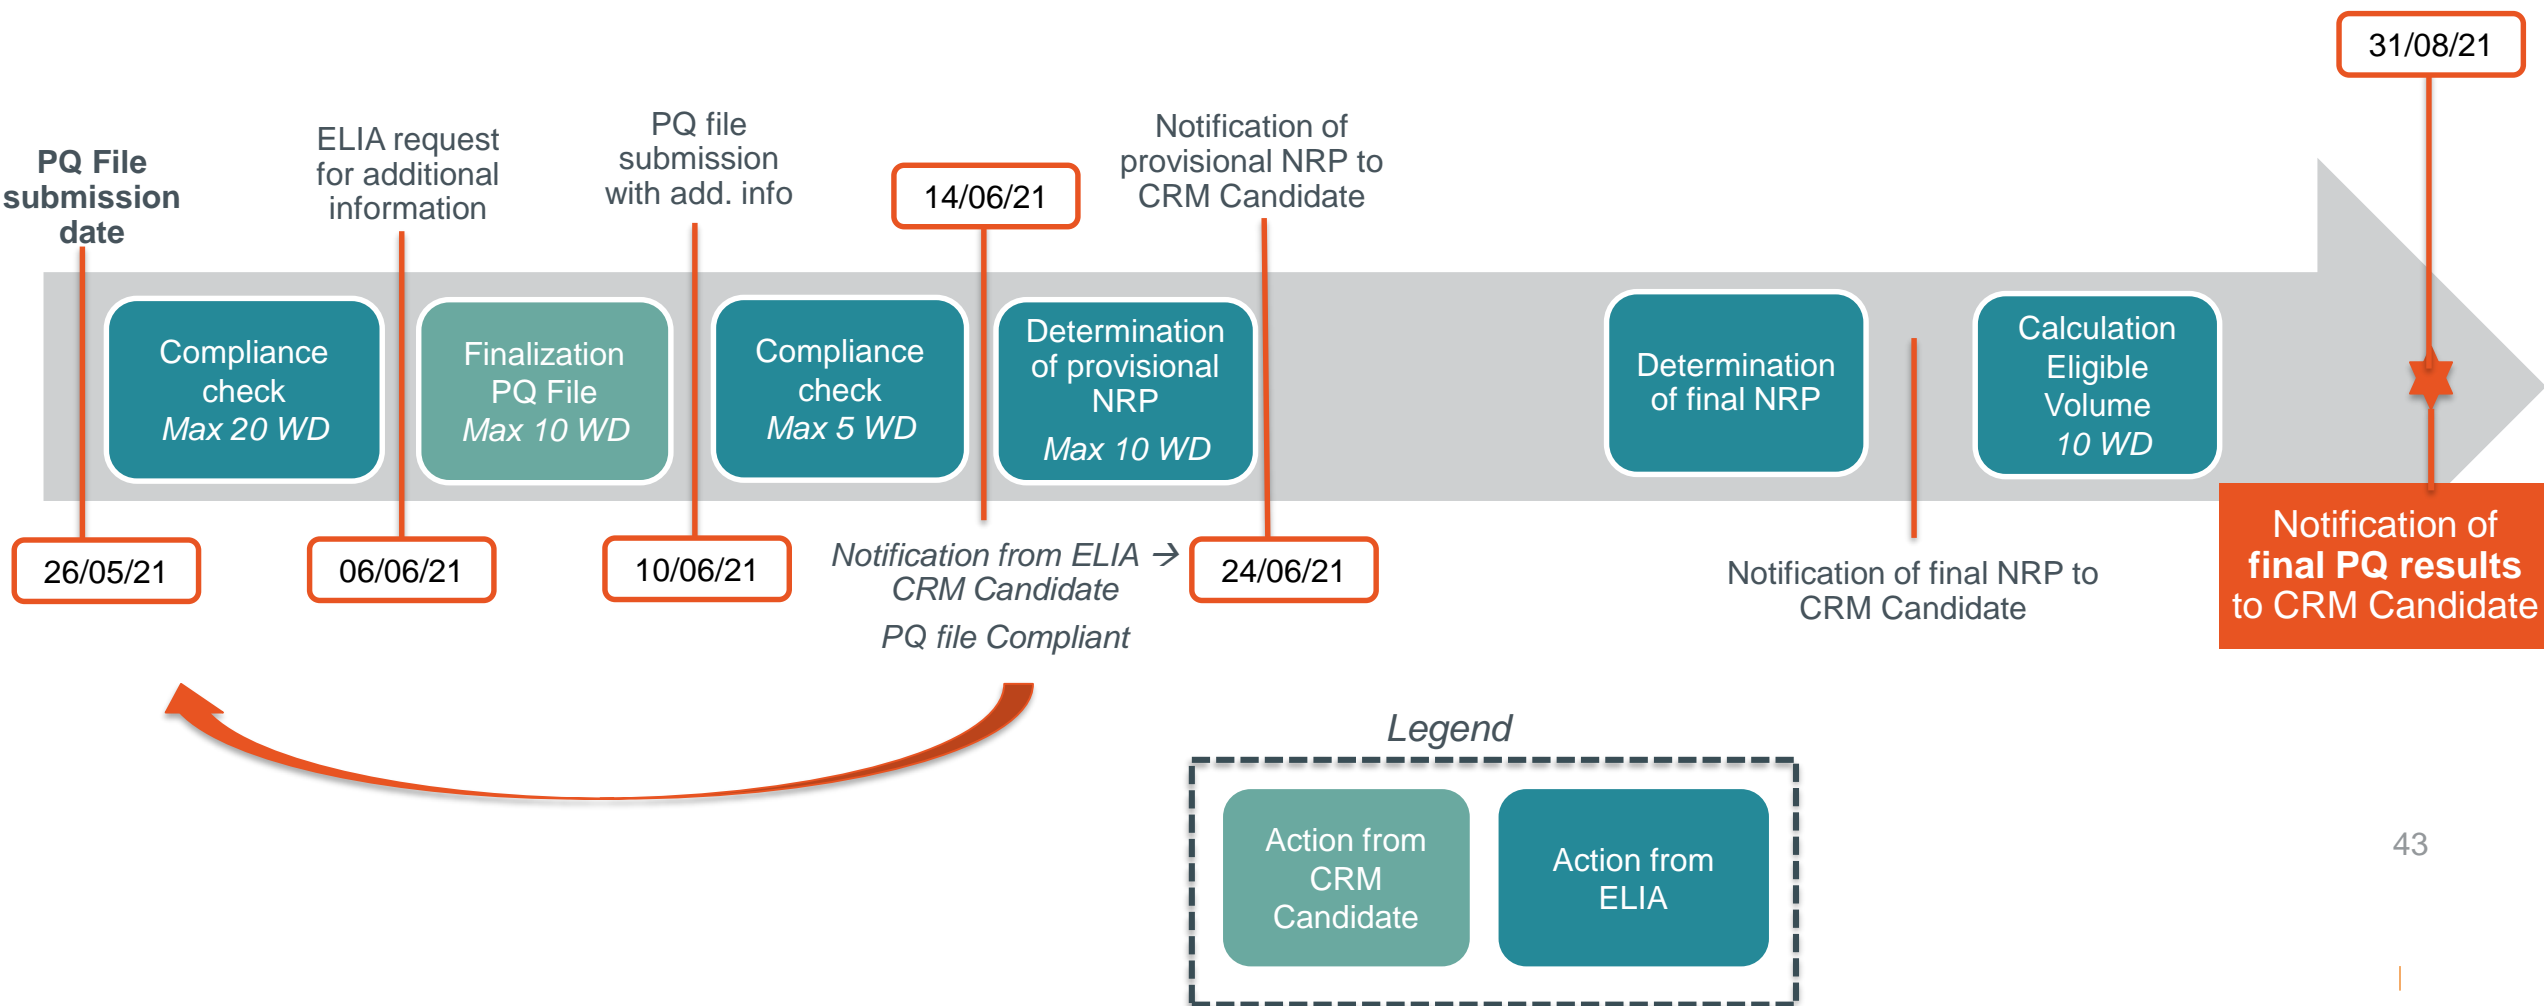 31/08/21
PQ File
submission
date
ELIA request
for additional
information
PQ file
submission
with add. info
14/06/21
Notification of
provisional NRP to
CRM Candidate
Compliance
check
Max 20 WD
Finalization
PQ File
Max 10 WD
Compliance
check
Max 5 WD
Determination
of provisional
NRP
Max 10 WD
Determination
of final NRP
Calculation
Eligible
Volume
10 WD
26/05/21
06/06/21
10/06/21
Notification from ELIA →
CRM Candidate
PQ file Compliant
24/06/21
Notification of final NRP to
CRM Candidate
Notification of
final PQ results
to CRM Candidate
Legend
Action from
CRM
Candidate
Action from
ELIA
43